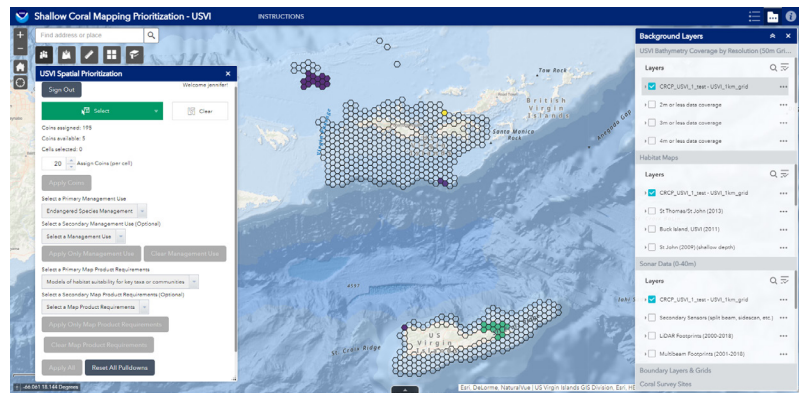 Shallow Coral Mapping Prioritization - USVI
INSTRUCTIONS
Find address or place
USVI Spatial Prioritization
Welcome Jennifer!
Sign Out
Select
Clear
Coins assigned: 195
Coins available: 5
Cells selected: 0
20 Assign Coins (per cell)
Apply Coins
Select a Primary Management Use
Endangered Species Management
Select a Secondary Management Use (Optional)
Select a Management Use
Apply Only Management Use
Clear Management Use
Select a Primary Map Product Requirements
Models of habitat suitability for key taxa or communities
Select a Secondary Map Product Requirements (Optional)
Select a Map Product Requirements
Apply Only Map Product Requirements
Clear Map Product Requirements
Apply All
Reset All Pulldowns
-66.061 18.144 Degrees
Tow Rock
British
Virgin
Islands
Santa Monica
Rock
Anegada Gap
4587
US
Virgin
St. Croix Ridge
Esri, DeLorme, NaturalVue | US Virgin Islands GIS Division, Esri, HE
Background Layers
USVI Bathymetry Coverage by Resolution (50m Gri...
Layers
CRCP_USVI_1_test - USVI_1km_grid
2m or less data coverage
3m or less data coverage
4m or less data coverage
Habitat Maps
Layers
CRCP_USVI_1_test - USVI_1km_grid
St Thomas/St John (2013)
Buck Island, USVI (2011)
St John (2009) (shallow depth)
Sonar Data (0-40m)
Layers
CRCP_USVI_1_test - USVI_1km_grid
Secondary Sensors (split beam, sidescan, etc.)
LiDAR Footprints (2000-2018)
Multibeam Footprints (2001-2018)
Boundary Layers & Grids
Coral Survey Sites